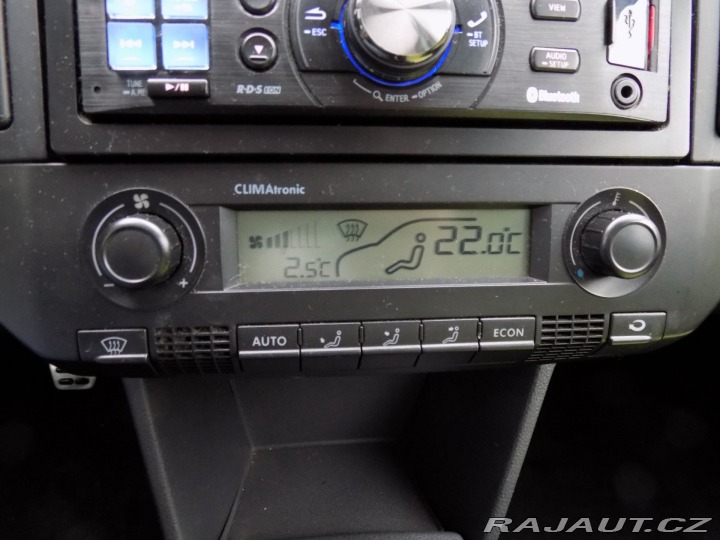 VIEW
ESC
BT
SETUP
AUDIO
SETUP
TUNE
A.ME
R·D·S EON
ENTER
OPTION
Bluetooth
CLIMAtronic
2.5°C
22.0°C
AUTO
ECON
RAJAUT.CZ